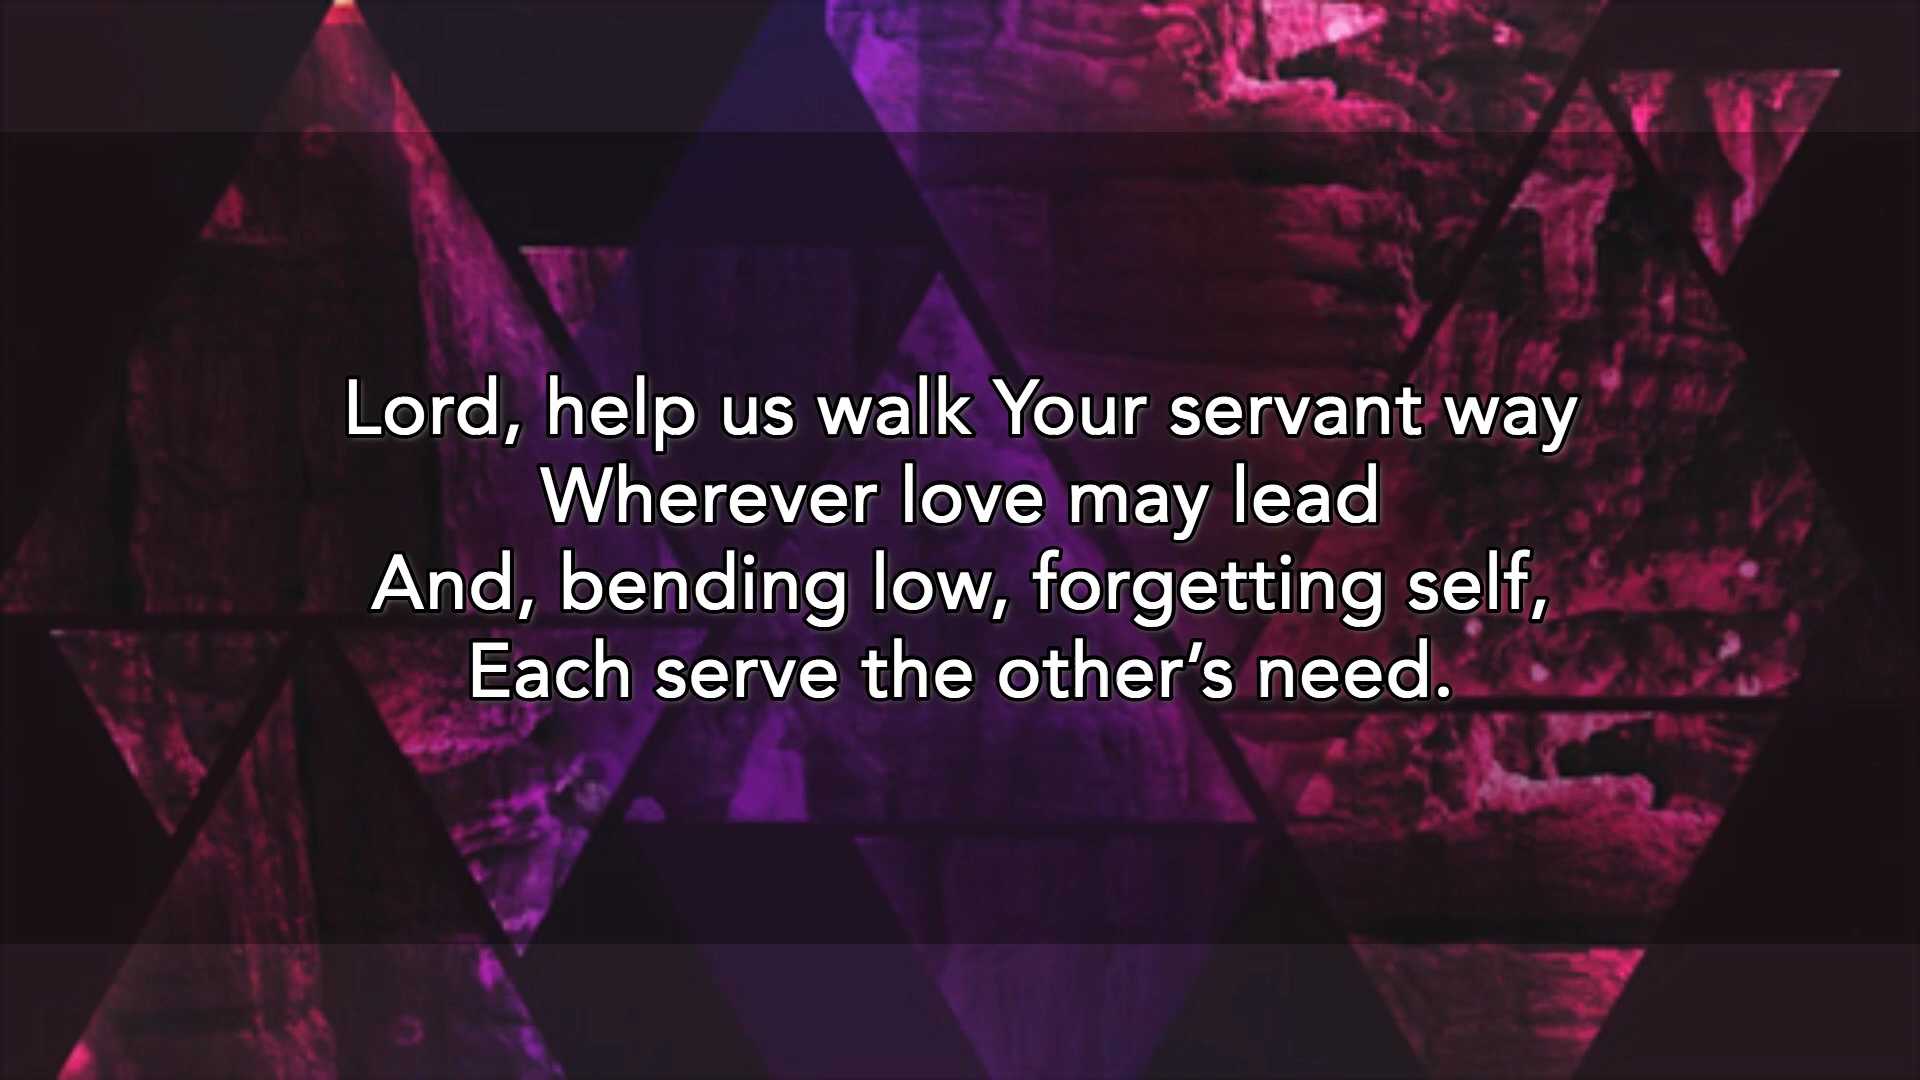 Lord, help us walk Your servant way
Wherever love may lead
And, bending low, forgetting self,
Each serve the other’s need.